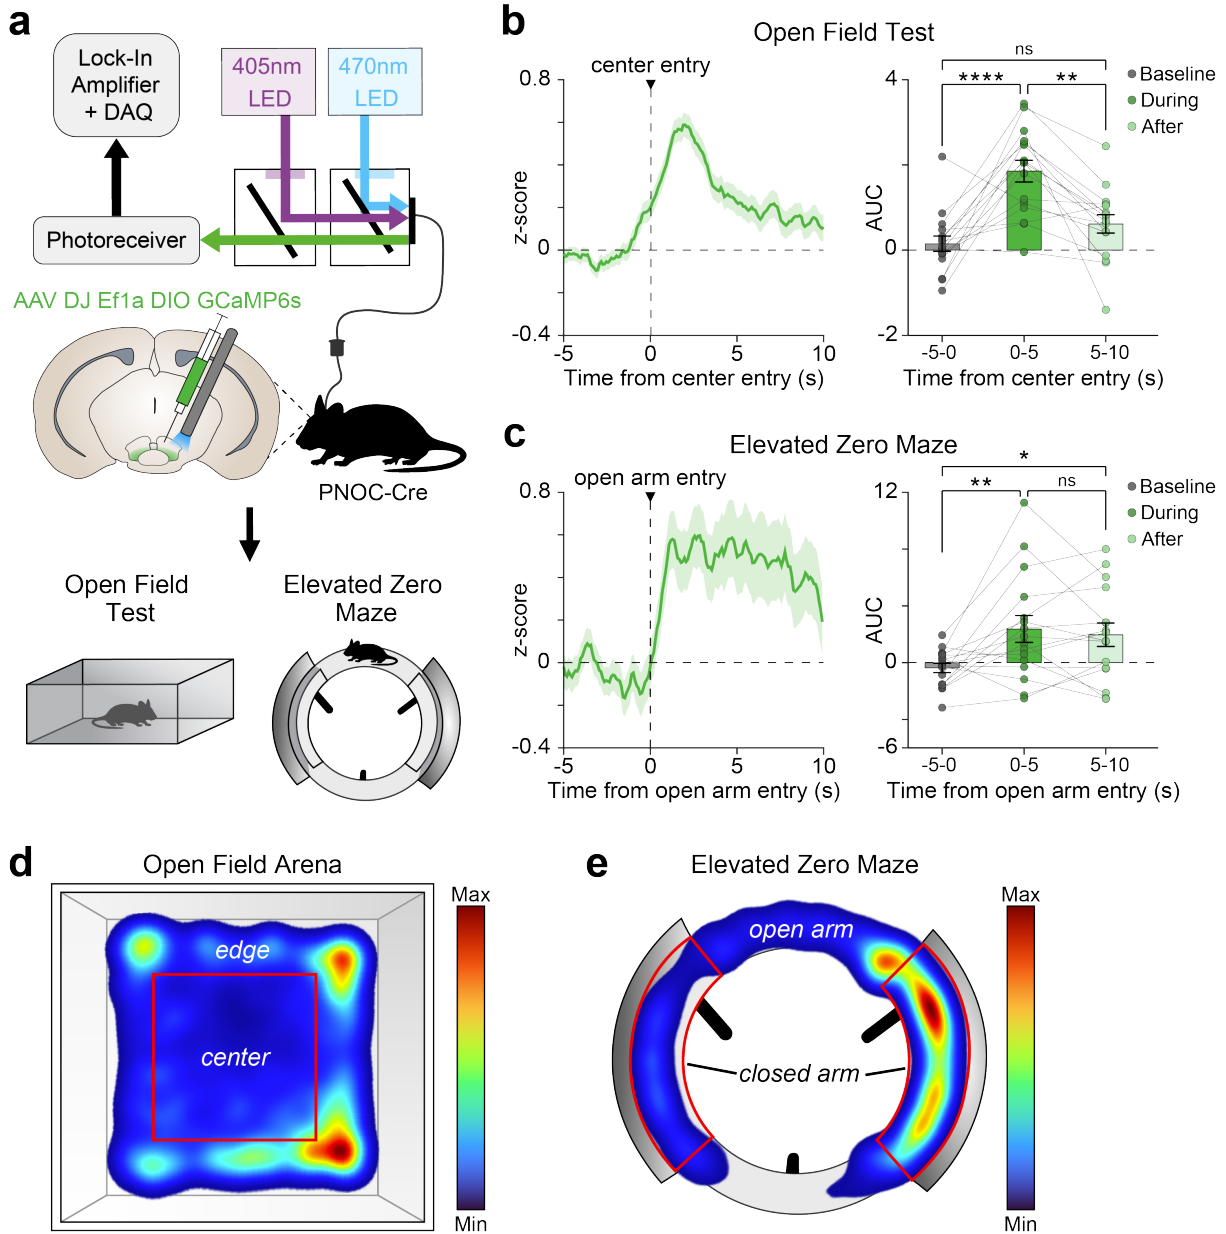 a
Lock-In
Amplifier
+ DAQ
405nm
LED
470nm
LED
Photoreceiver
AAV DJ Ef1a DIO GCaMP6s
PNOC-Cre
Open Field
Test
Elevated Zero
Maze
b
Open Field Test
center entry
0.8
0
-0.4
z-score
-5
0
5
10
Time from center entry (s)
ns
****
**
4
0
-2
AUC
-5-0
0-5
5-10
Time from center entry (s)
Baseline
During
After
c
Elevated Zero Maze
open arm entry
0.8
0
-0.4
z-score
-5
0
5
10
Time from open arm entry (s)
*
**
ns
12
6
0
-6
AUC
-5-0
0-5
5-10
Time from open arm entry (s)
Baseline
During
After
d
Open Field Arena
edge
center
Max
Min
e
Elevated Zero Maze
open arm
closed arm
Max
Min